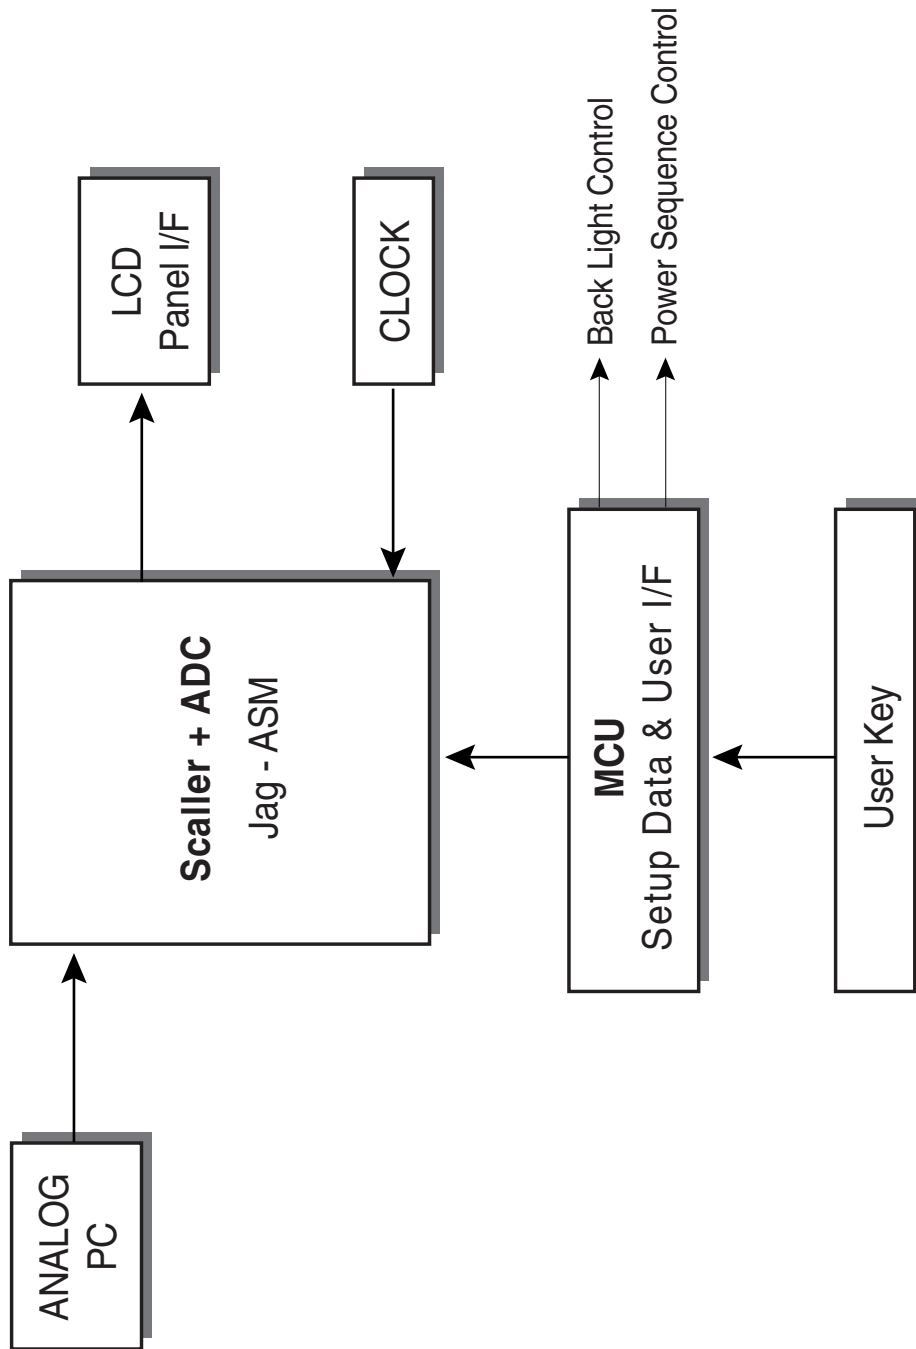 ANALOG
PC
Scaller + ADC
Jag - ASM
LCD
Panel I/F
CLOCK
MCU
Setup Data & User I/F
Back Light Control
Power Sequence Control
User Key